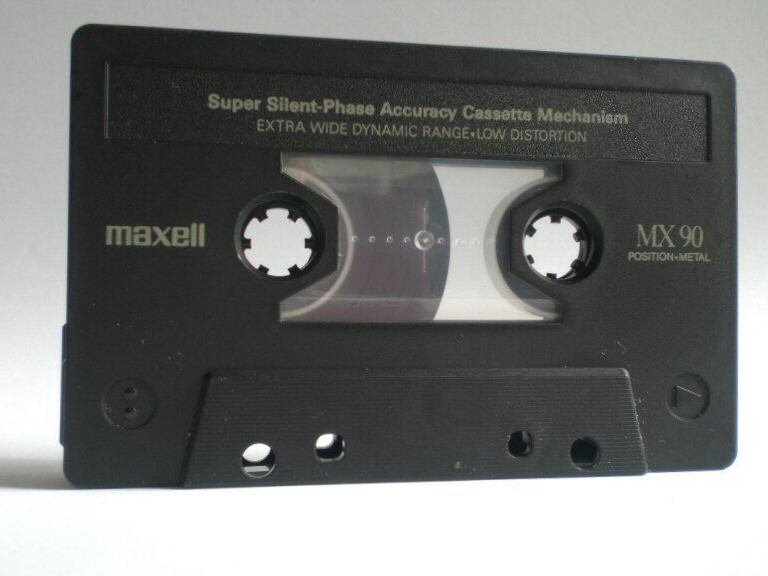 Super Silent-Phase Accuracy Cassette Mechanism
EXTRA WIDE DYNAMIC RANGE•LOW DISTORTION
maxell
MX 90
POSITION•METAL